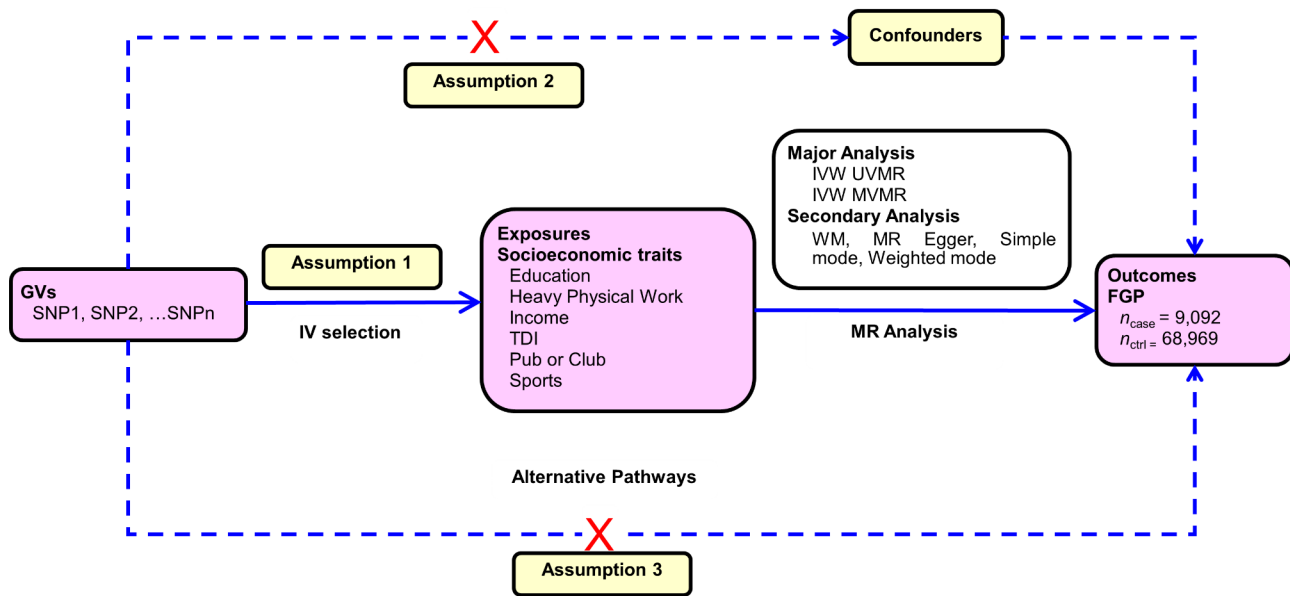 Confounders
Assumption 2
Major Analysis
IVW UVMR
IVW MVMR
Secondary Analysis
WM, MR Egger, Simple
mode, Weighted mode
Exposures
Socioeconomic traits
Education
Heavy Physical Work
Income
TDI
Pub or Club
Sports
Assumption 1
GVs
SNP1, SNP2, …SNPn
IV selection
MR Analysis
Outcomes
FGP
ncase = 9,092
nctrl = 68,969
Alternative Pathways
X
X
Assumption 3